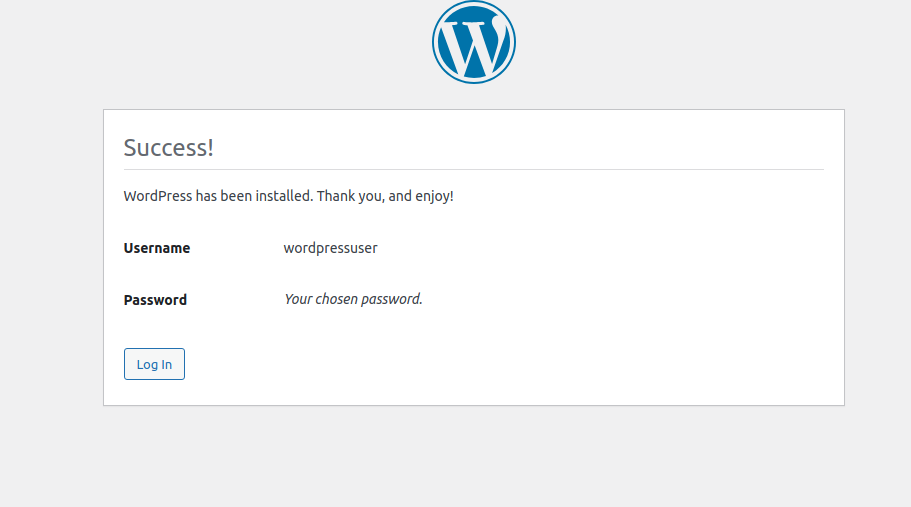 Success!
WordPress has been installed. Thank you, and enjoy!
Username wordpressuser
Password Your chosen password.
Log In